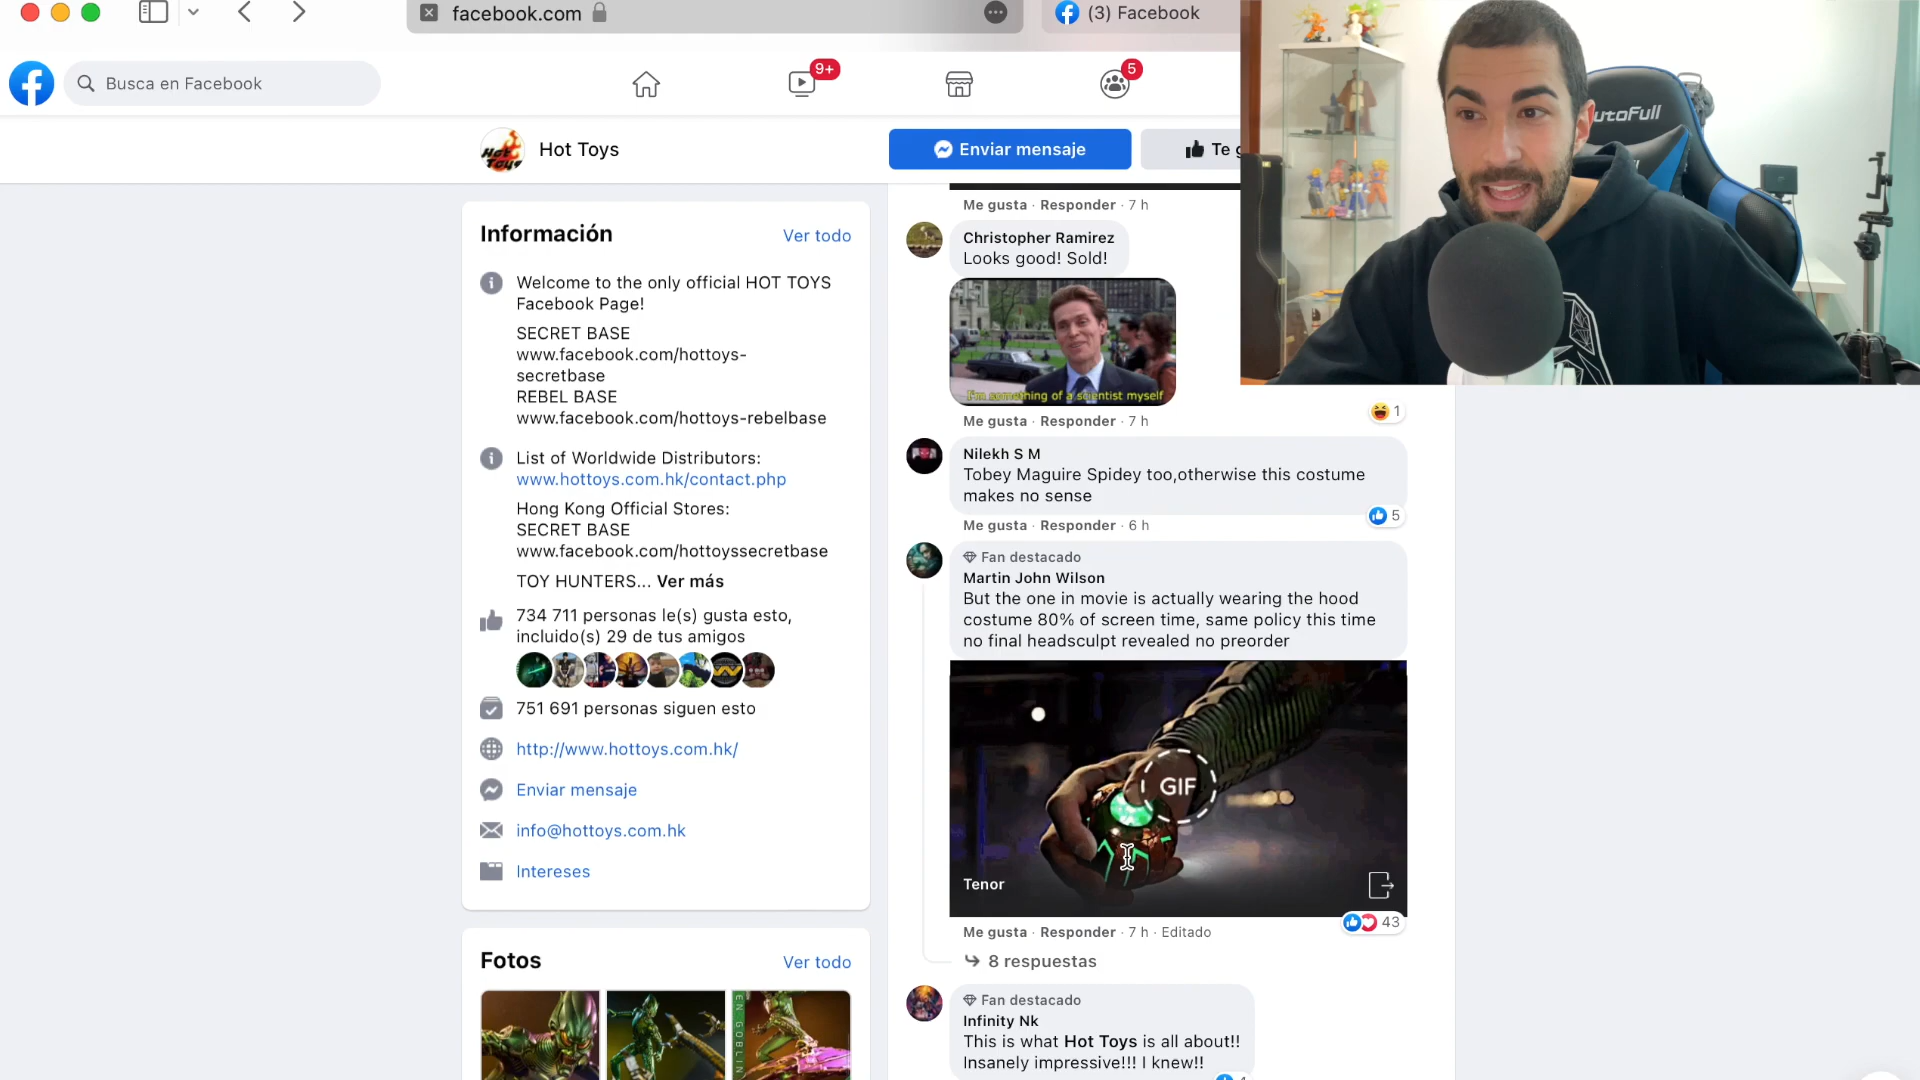 facebook.com
(3) Facebook
Busca en Facebook
9+
5
AutoFull
Hot Toys
Hot Toys
Enviar mensaje
Te g
Información
Ver todo
Welcome to the only official HOT TOYS
Facebook Page!
SECRET BASE
www.facebook.com/hottoys-
secretbase
REBEL BASE
www.facebook.com/hottoys-rebelbase
List of Worldwide Distributors:
www.hottoys.com.hk/contact.php
Hong Kong Official Stores:
SECRET BASE
www.facebook.com/hottoyssecretbase
TOY HUNTERS... Ver más
734 711 personas le(s) gusta esto,
incluido(s) 29 de tus amigos
751 691 personas siguen esto
http://www.hottoys.com.hk/
Enviar mensaje
info@hottoys.com.hk
Intereses
Fotos
Ver todo
EN GOBLIN
Me gusta · Responder · 7 h
Christopher Ramirez
Looks good! Sold!
I'm something of a scientist myself
Me gusta · Responder · 7 h
1
Nilekh S M
Tobey Maguire Spidey too,otherwise this costume
makes no sense
5
Me gusta · Responder · 6 h
Fan destacado
Martin John Wilson
But the one in movie is actually wearing the hood
costume 80% of screen time, same policy this time
no final headsculpt revealed no preorder
GIF
Tenor
43
Me gusta · Responder · 7 h · Editado
8 respuestas
Fan destacado
Infinity Nk
This is what Hot Toys is all about!!
Insanely impressive!!! I knew!!